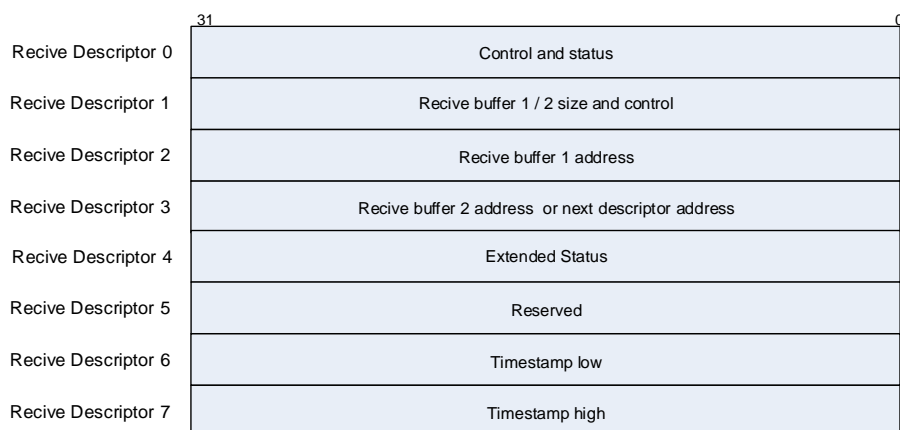 31 0
Recive Descriptor 0 Control and status
Recive Descriptor 1 Recive buffer 1 / 2 size and control
Recive Descriptor 2 Recive buffer 1 address
Recive Descriptor 3 Recive buffer 2 address or next descriptor address
Recive Descriptor 4 Extended Status
Recive Descriptor 5 Reserved
Recive Descriptor 6 Timestamp low
Recive Descriptor 7 Timestamp high